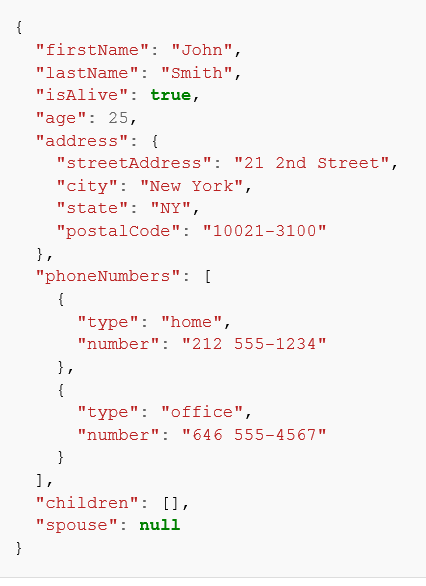 {
  "firstName": "John",
  "lastName": "Smith",
  "isAlive": true,
  "age": 25,
  "address": {
    "streetAddress": "21 2nd Street",
    "city": "New York",
    "state": "NY",
    "postalCode": "10021-3100"
  },
  "phoneNumbers": [
    {
      "type": "home",
      "number": "212 555-1234"
    },
    {
      "type": "office",
      "number": "646 555-4567"
    }
  ],
  "children": [],
  "spouse": null
}